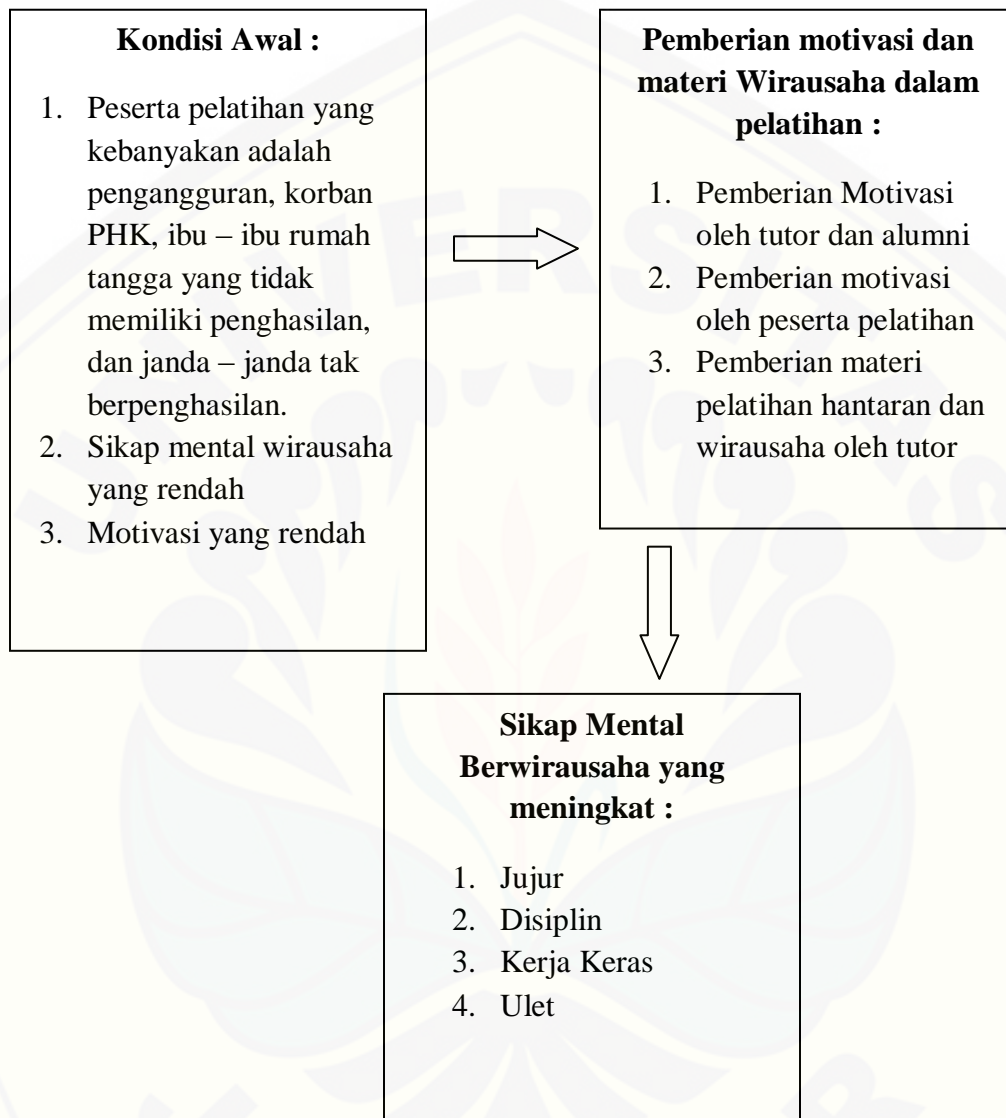 Kondisi Awal :
1. Peserta pelatihan yang
kebanyakan adalah
pengangguran, korban
PHK, ibu – ibu rumah
tangga yang tidak
memiliki penghasilan,
dan janda – janda tak
berpenghasilan.
2. Sikap mental wirausaha
yang rendah
3. Motivasi yang rendah
Pemberian motivasi dan
materi Wirausaha dalam
pelatihan :
1. Pemberian Motivasi
oleh tutor dan alumni
2. Pemberian motivasi
oleh peserta pelatihan
3. Pemberian materi
pelatihan hantaran dan
wirausaha oleh tutor
Sikap Mental
Berwirausaha yang
meningkat :
1. Jujur
2. Disiplin
3. Kerja Keras
4. Ulet
UNIVERSITAS